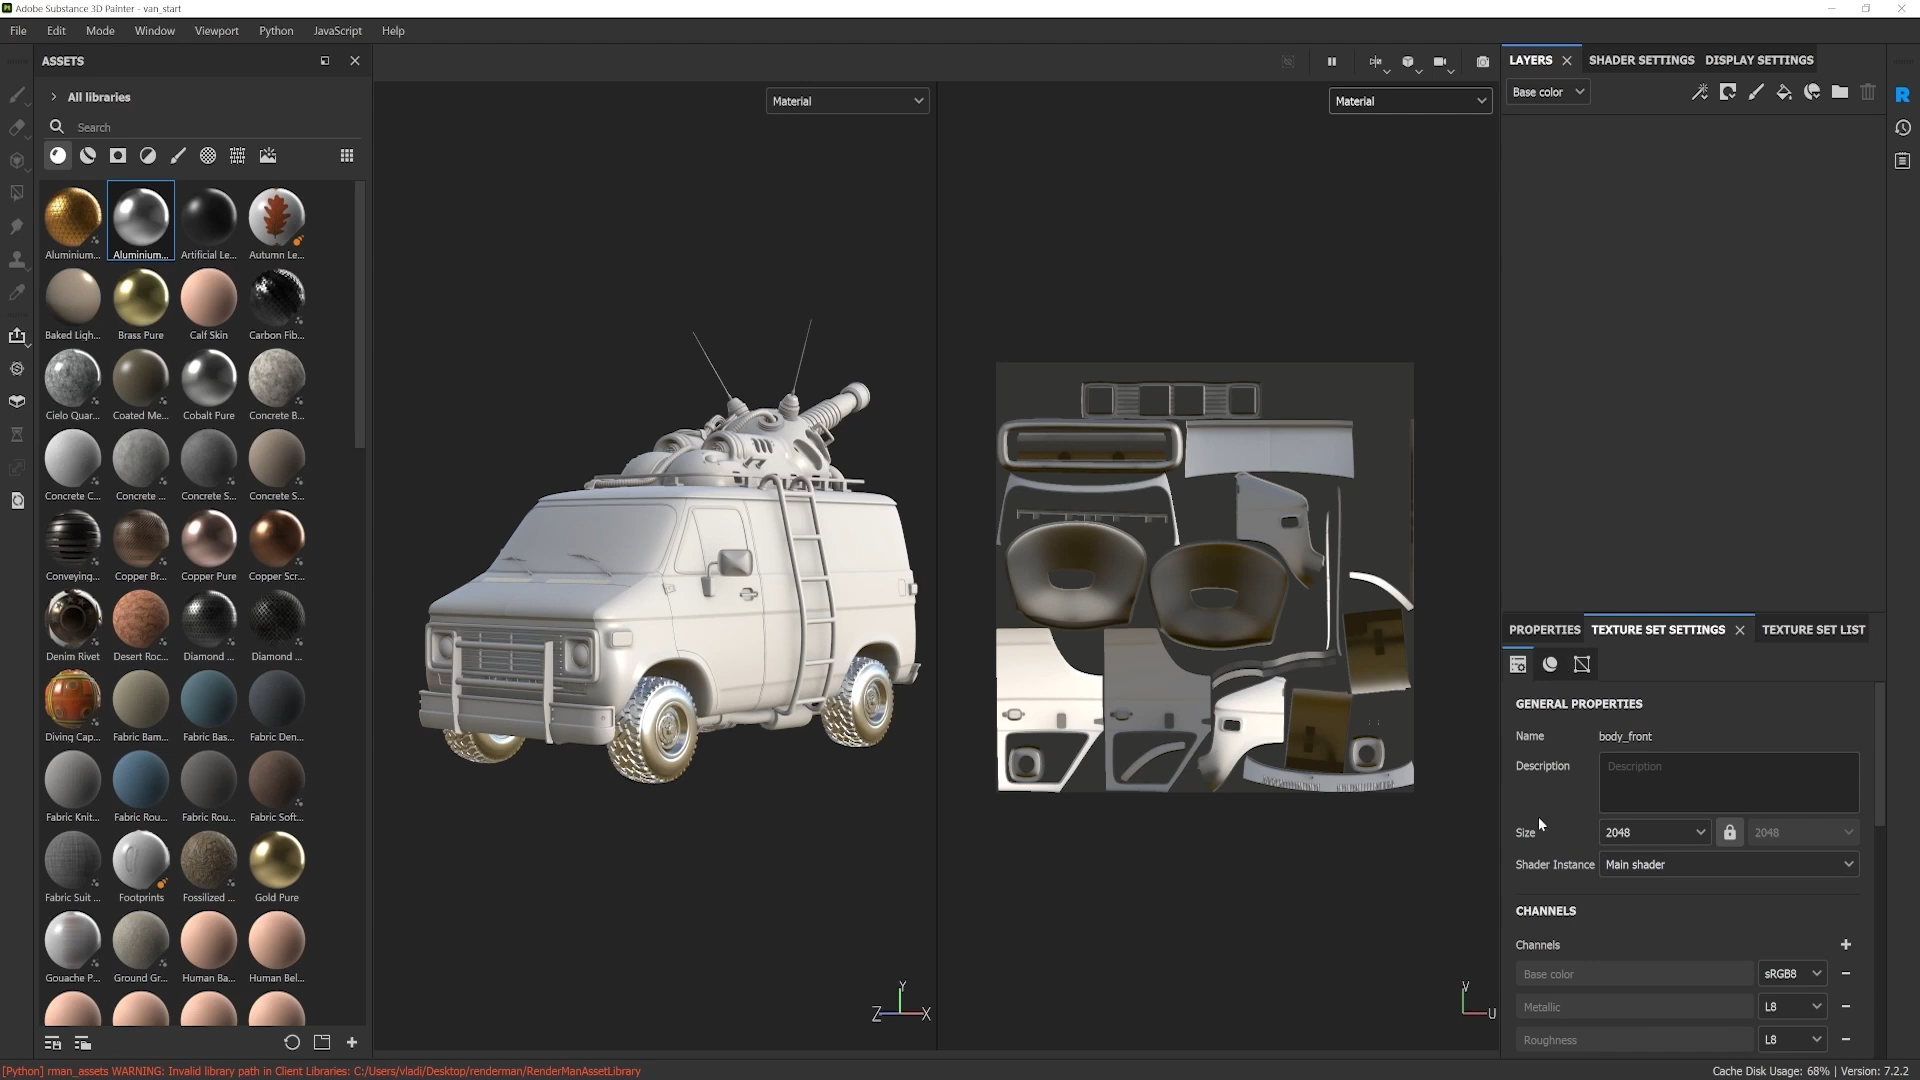 Adobe Substance 3D Painter - van_start
File Edit Mode Window Viewport Python JavaScript Help
ASSETS
All libraries
Search
Aluminium... Aluminium... Artificial Le... Autumn Le...
Baked Ligh... Brass Pure Calf Skin Carbon Fib...
Cielo Quar... Coated Me... Cobalt Pure Concrete B...
Concrete C... Concrete ... Concrete S... Concrete S...
Conveying... Copper Br... Copper Pure Copper Scr...
Denim Rivet Desert Roc... Diamond ... Diamond ...
Diving Cap... Fabric Bam... Fabric Bas... Fabric Den...
Fabric Knit... Fabric Rou... Fabric Rou... Fabric Soft...
Fabric Suit ... Footprints Fossilized ... Gold Pure
Gouache P... Ground Gr... Human Ba... Human Bel...
Material
Material
Z Y X
V U
LAYERS SHADER SETTINGS DISPLAY SETTINGS
Base color
R
PROPERTIES TEXTURE SET SETTINGS TEXTURE SET LIST
GENERAL PROPERTIES
Name body_front
Description Description
Size 2048 2048
Shader Instance Main shader
CHANNELS
Channels
Base color sRGB8
Metallic L8
Roughness L8
[Python] rman_assets WARNING: Invalid library path in Client Libraries: C:/Users/vladi/Desktop/renderman/RenderManAssetLibrary
Cache Disk Usage: 68% | Version: 7.2.2